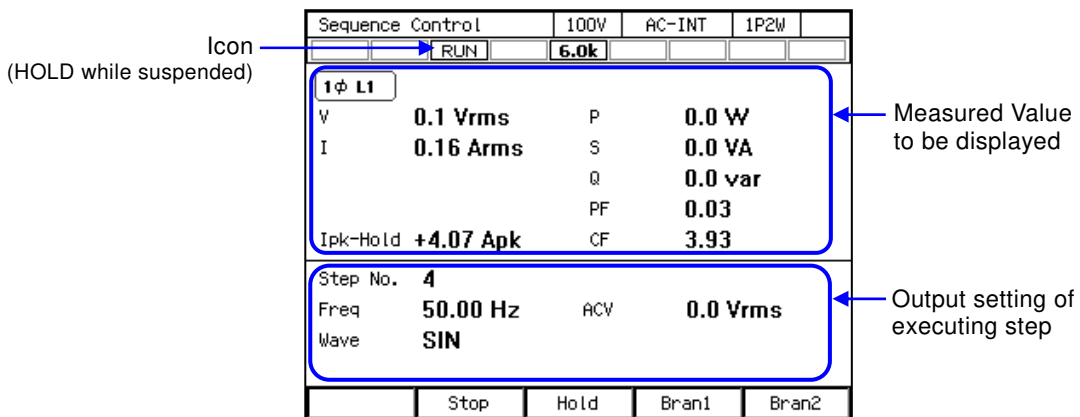 Sequence Control 100V AC-INT 1P2W
Icon
(HOLD while suspended)
RUN 6.0k
1ϕ L1
V 0.1 Vrms P 0.0 W
I 0.16 Arms S 0.0 VA
Q 0.0 var
PF 0.03
Ipk-Hold +4.07 Apk CF 3.93
Measured Value
to be displayed
Step No. 4
Freq 50.00 Hz ACV 0.0 Vrms
Wave SIN
Output setting of
executing step
Stop Hold Bran1 Bran2